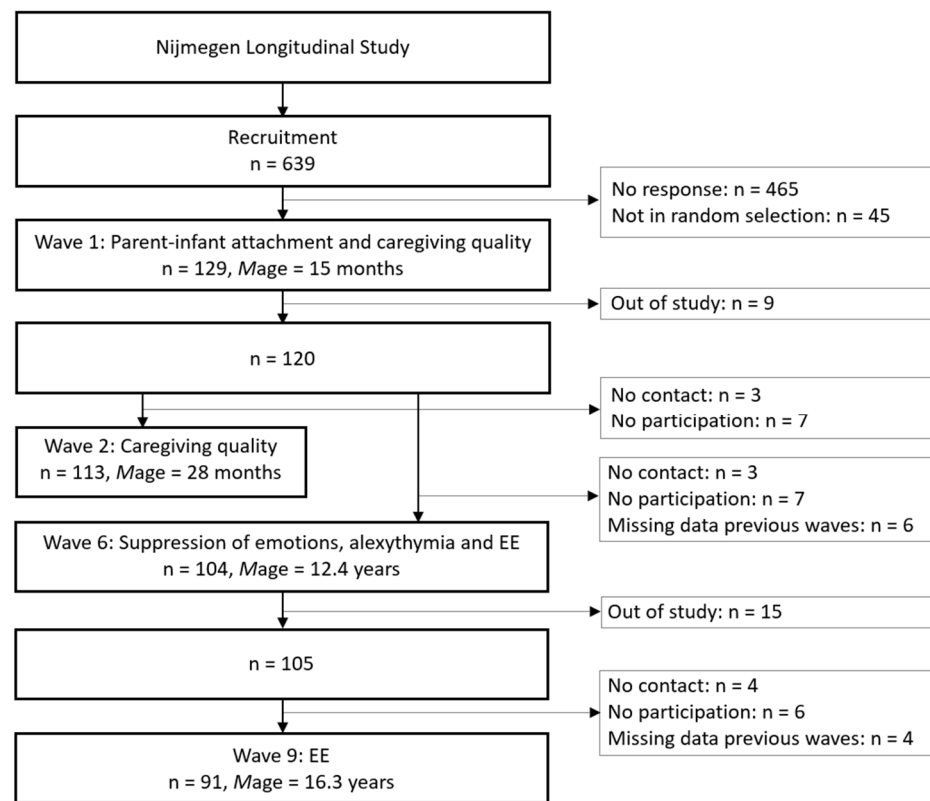 Nijmegen Longitudinal Study
Recruitment
n = 639
No response: n = 465
Not in random selection: n = 45
Wave 1: Parent-infant attachment and caregiving quality
n = 129, Mage = 15 months
Out of study: n = 9
n = 120
No contact: n = 3
No participation: n = 7
Wave 2: Caregiving quality
n = 113, Mage = 28 months
No contact: n = 3
No participation: n = 7
Missing data previous waves: n = 6
Wave 6: Suppression of emotions, alexythymia and EE
n = 104, Mage = 12.4 years
Out of study: n = 15
n = 105
No contact: n = 4
No participation: n = 6
Missing data previous waves: n = 4
Wave 9: EE
n = 91, Mage = 16.3 years